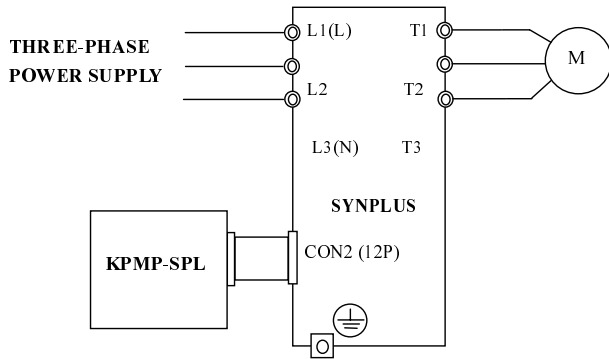 THREE-PHASE
POWER SUPPLY
L1(L)
T1
M
L2
T2
L3(N)
T3
SYNPLUS
KPMP-SPL
CON2 (12P)